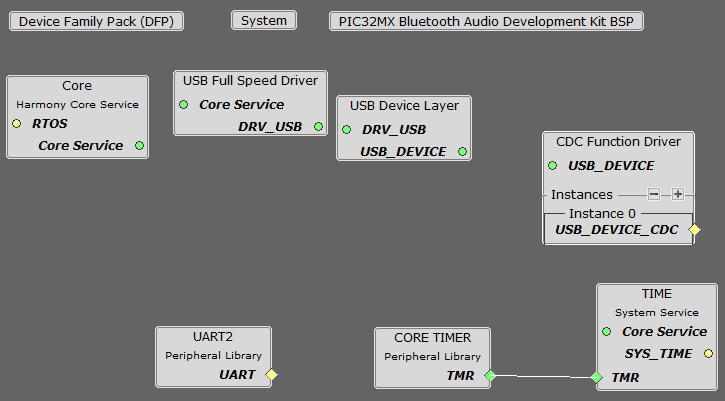 Device Family Pack (DFP)
System
PIC32MX Bluetooth Audio Development Kit BSP
Core
Harmony Core Service
RTOS
Core Service
USB Full Speed Driver
Core Service
DRV_USB
USB Device Layer
DRV_USB
USB_DEVICE
CDC Function Driver
USB_DEVICE
Instances
Instance 0
USB_DEVICE_CDC
UART2
Peripheral Library
UART
CORE TIMER
Peripheral Library
TMR
TIME
System Service
Core Service
SYS_TIME
TMR